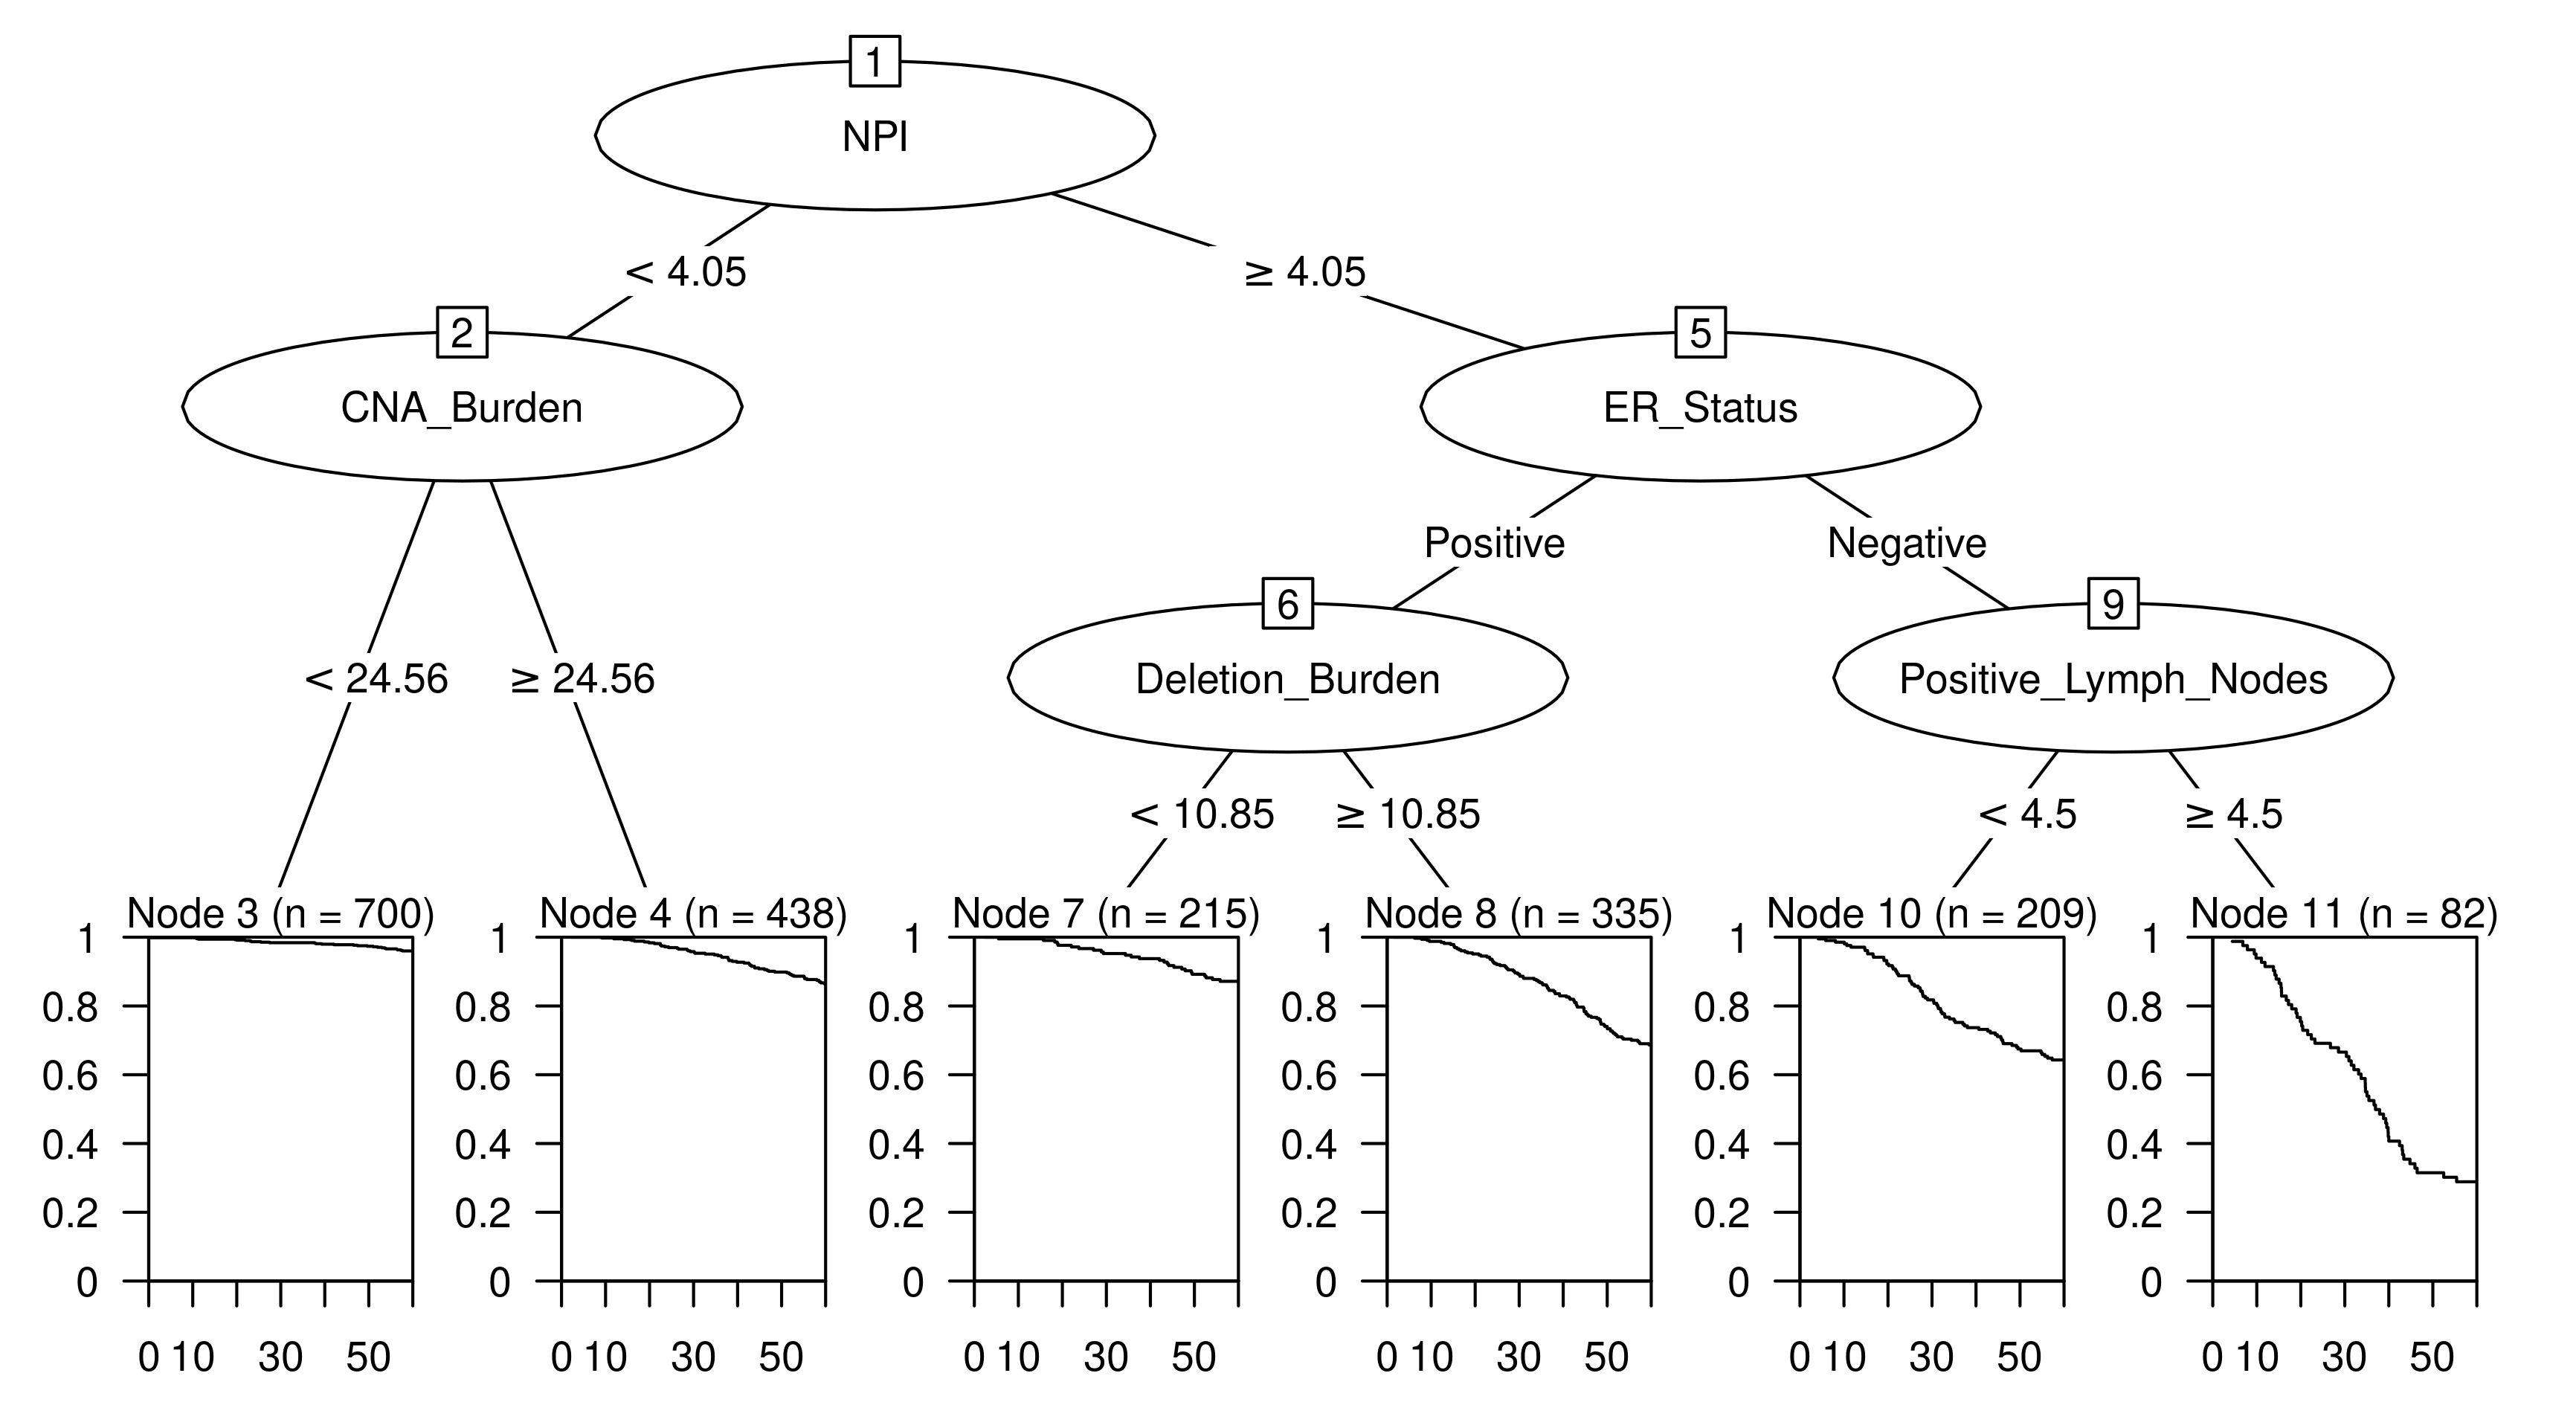 1
NPI
< 4.05
≥ 4.05
2
CNA_Burden
5
ER_Status
< 24.56
≥ 24.56
Positive
Negative
6
Deletion_Burden
9
Positive_Lymph_Nodes
< 10.85
≥ 10.85
< 4.5
≥ 4.5
Node 3 (n = 700)
1
0.8
0.6
0.4
0.2
0
0 10 30 50
Node 4 (n = 438)
1
0.8
0.6
0.4
0.2
0
0 10 30 50
Node 7 (n = 215)
1
0.8
0.6
0.4
0.2
0
0 10 30 50
Node 8 (n = 335)
1
0.8
0.6
0.4
0.2
0
0 10 30 50
Node 10 (n = 209)
1
0.8
0.6
0.4
0.2
0
0 10 30 50
Node 11 (n = 82)
1
0.8
0.6
0.4
0.2
0
0 10 30 50